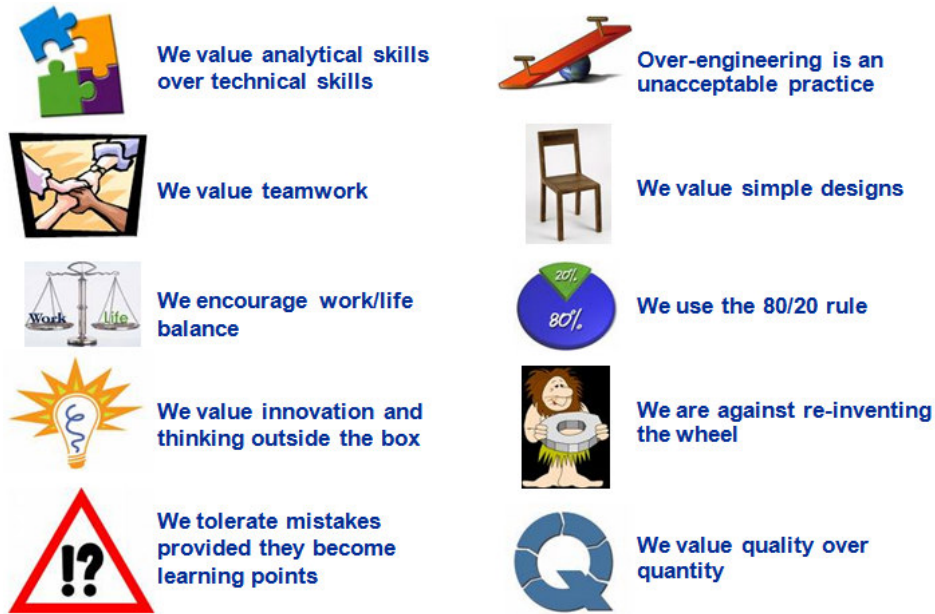 We value analytical skills
over technical skills
Over-engineering is an
unacceptable practice
We value teamwork
We value simple designs
Work
Life
We encourage work/life
balance
20%
80%
We use the 80/20 rule
We value innovation and
thinking outside the box
We are against re-inventing
the wheel
!?
We tolerate mistakes
provided they become
learning points
Q
We value quality over
quantity